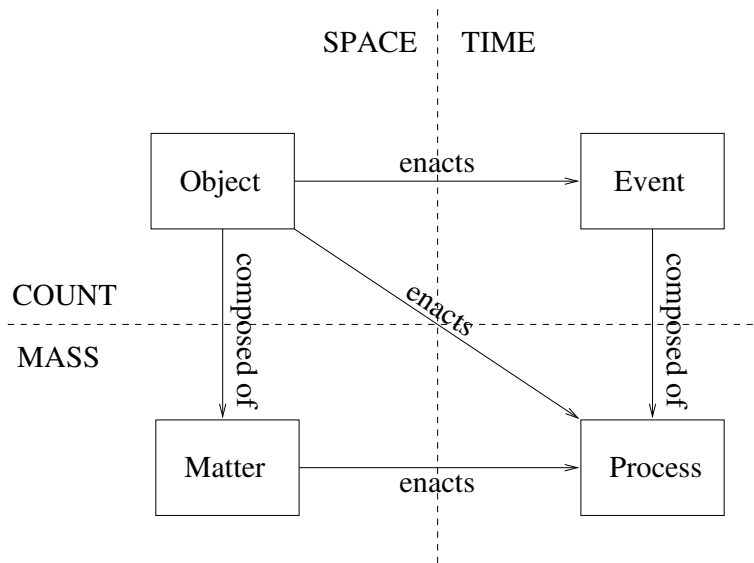 SPACE TIME
Object
enacts
Event
composed of
enacts
composed of
COUNT
MASS
Matter
enacts
Process